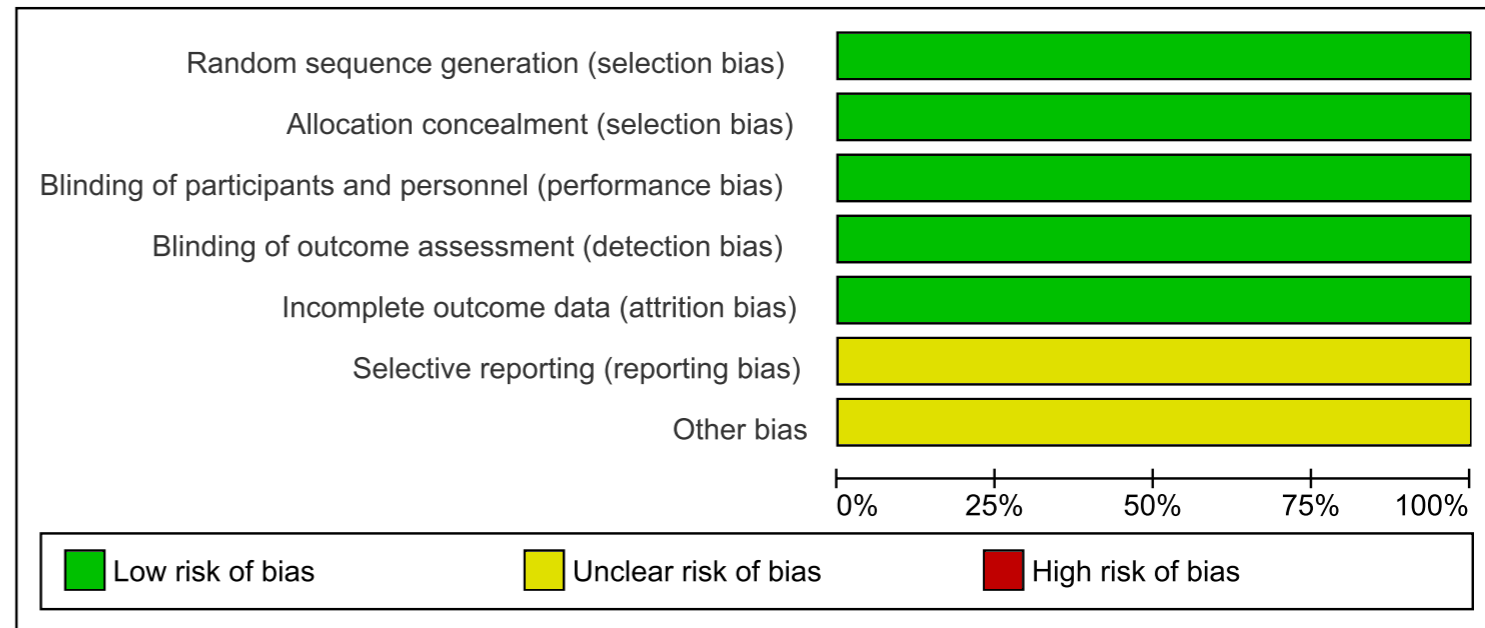 Random sequence generation (selection bias)
Allocation concealment (selection bias)
Blinding of participants and personnel (performance bias)
Blinding of outcome assessment (detection bias)
Incomplete outcome data (attrition bias)
Selective reporting (reporting bias)
Other bias
0% 25% 50% 75% 100%
Low risk of bias Unclear risk of bias High risk of bias